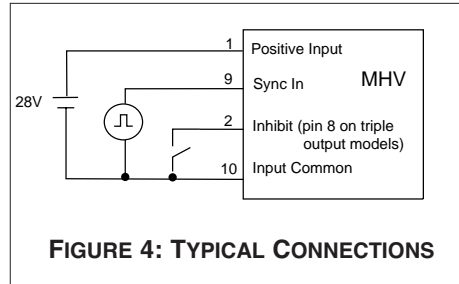 1 Positive Input
9 Sync In
MHV
28V
2 Inhibit (pin 8 on triple
output models)
10 Input Common
FIGURE 4: TYPICAL CONNECTIONS